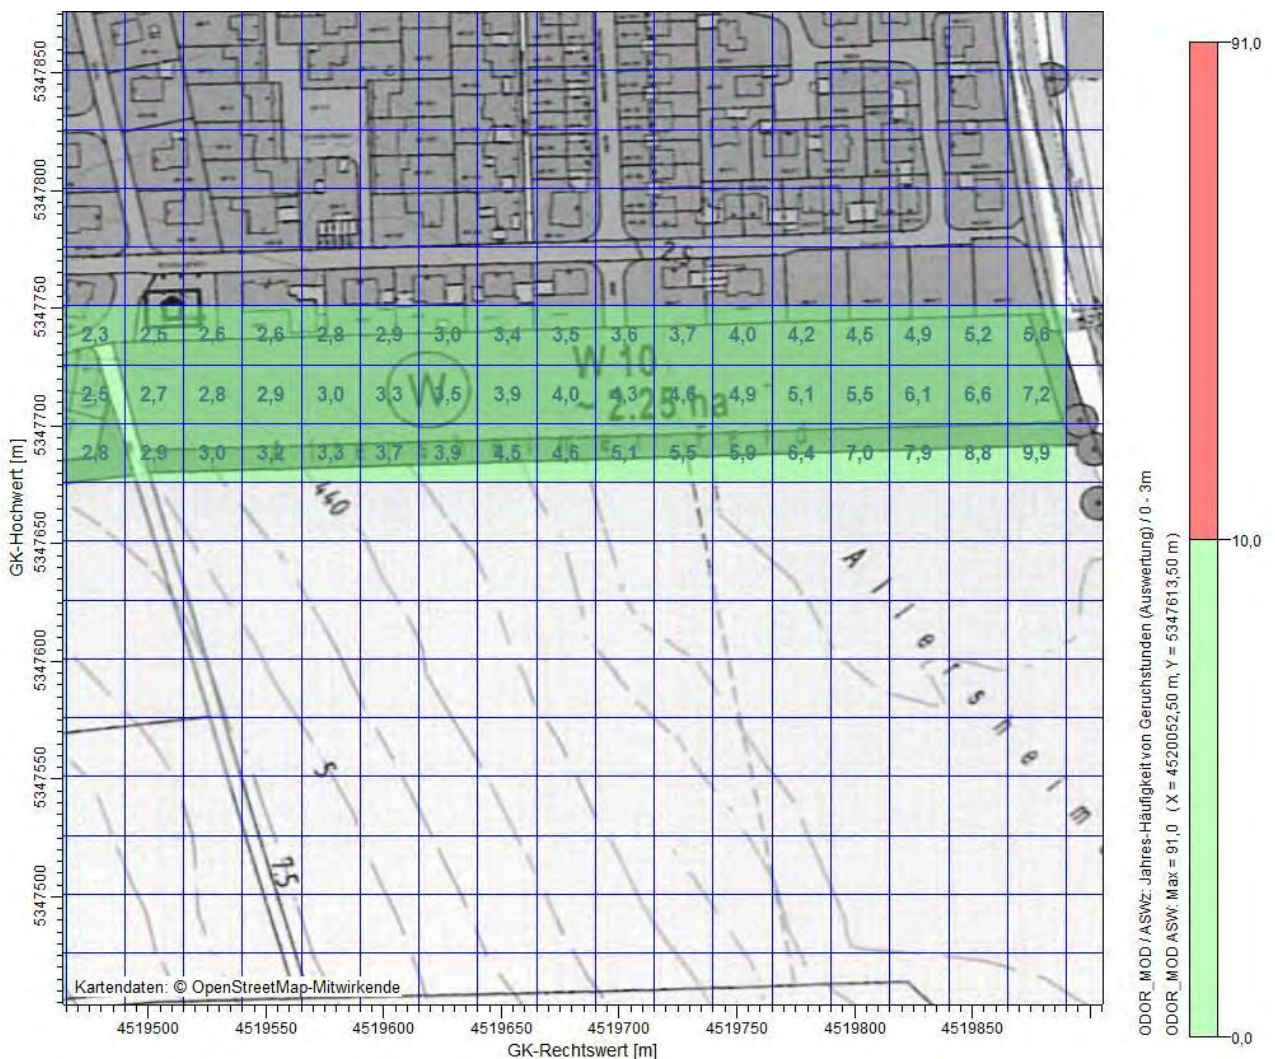 91,0
10,0
0,0
5347850
5347800
5347750
5347700
5347650
5347600
5347550
5347500
GK-Hochwert [m]
25
2,3 2,5 2,6 2,6 2,8 2,9 3,0 3,4 3,5 3,6 3,7 4,0 4,2 4,5 4,9 5,2 5,6
W 10
W
2,5 2,7 2,8 2,9 3,0 3,3 3,5 3,9 4,0 4,3 4,6 4,9 5,1 5,5 6,1 6,6 7,2
~ 2.25 ha
2,8 2,9 3,0 3,2 3,3 3,7 3,9 4,5 4,6 5,1 5,5 5,9 6,4 7,0 7,9 8,8 9,9
440
Allersheim
5
7,5
Kartendaten: © OpenStreetMap-Mitwirkende
4519500 4519550 4519600 4519650 4519700 4519750 4519800 4519850
GK-Rechtswert [m]
ODOR_MOD / ASWz: Jahres-Häufigkeit von Geruchstunden (Auswertung) / 0 - 3m
ODOR_MOD ASW: Max = 91,0 ( X = 4520052,50 m, Y = 5347613,50 m )